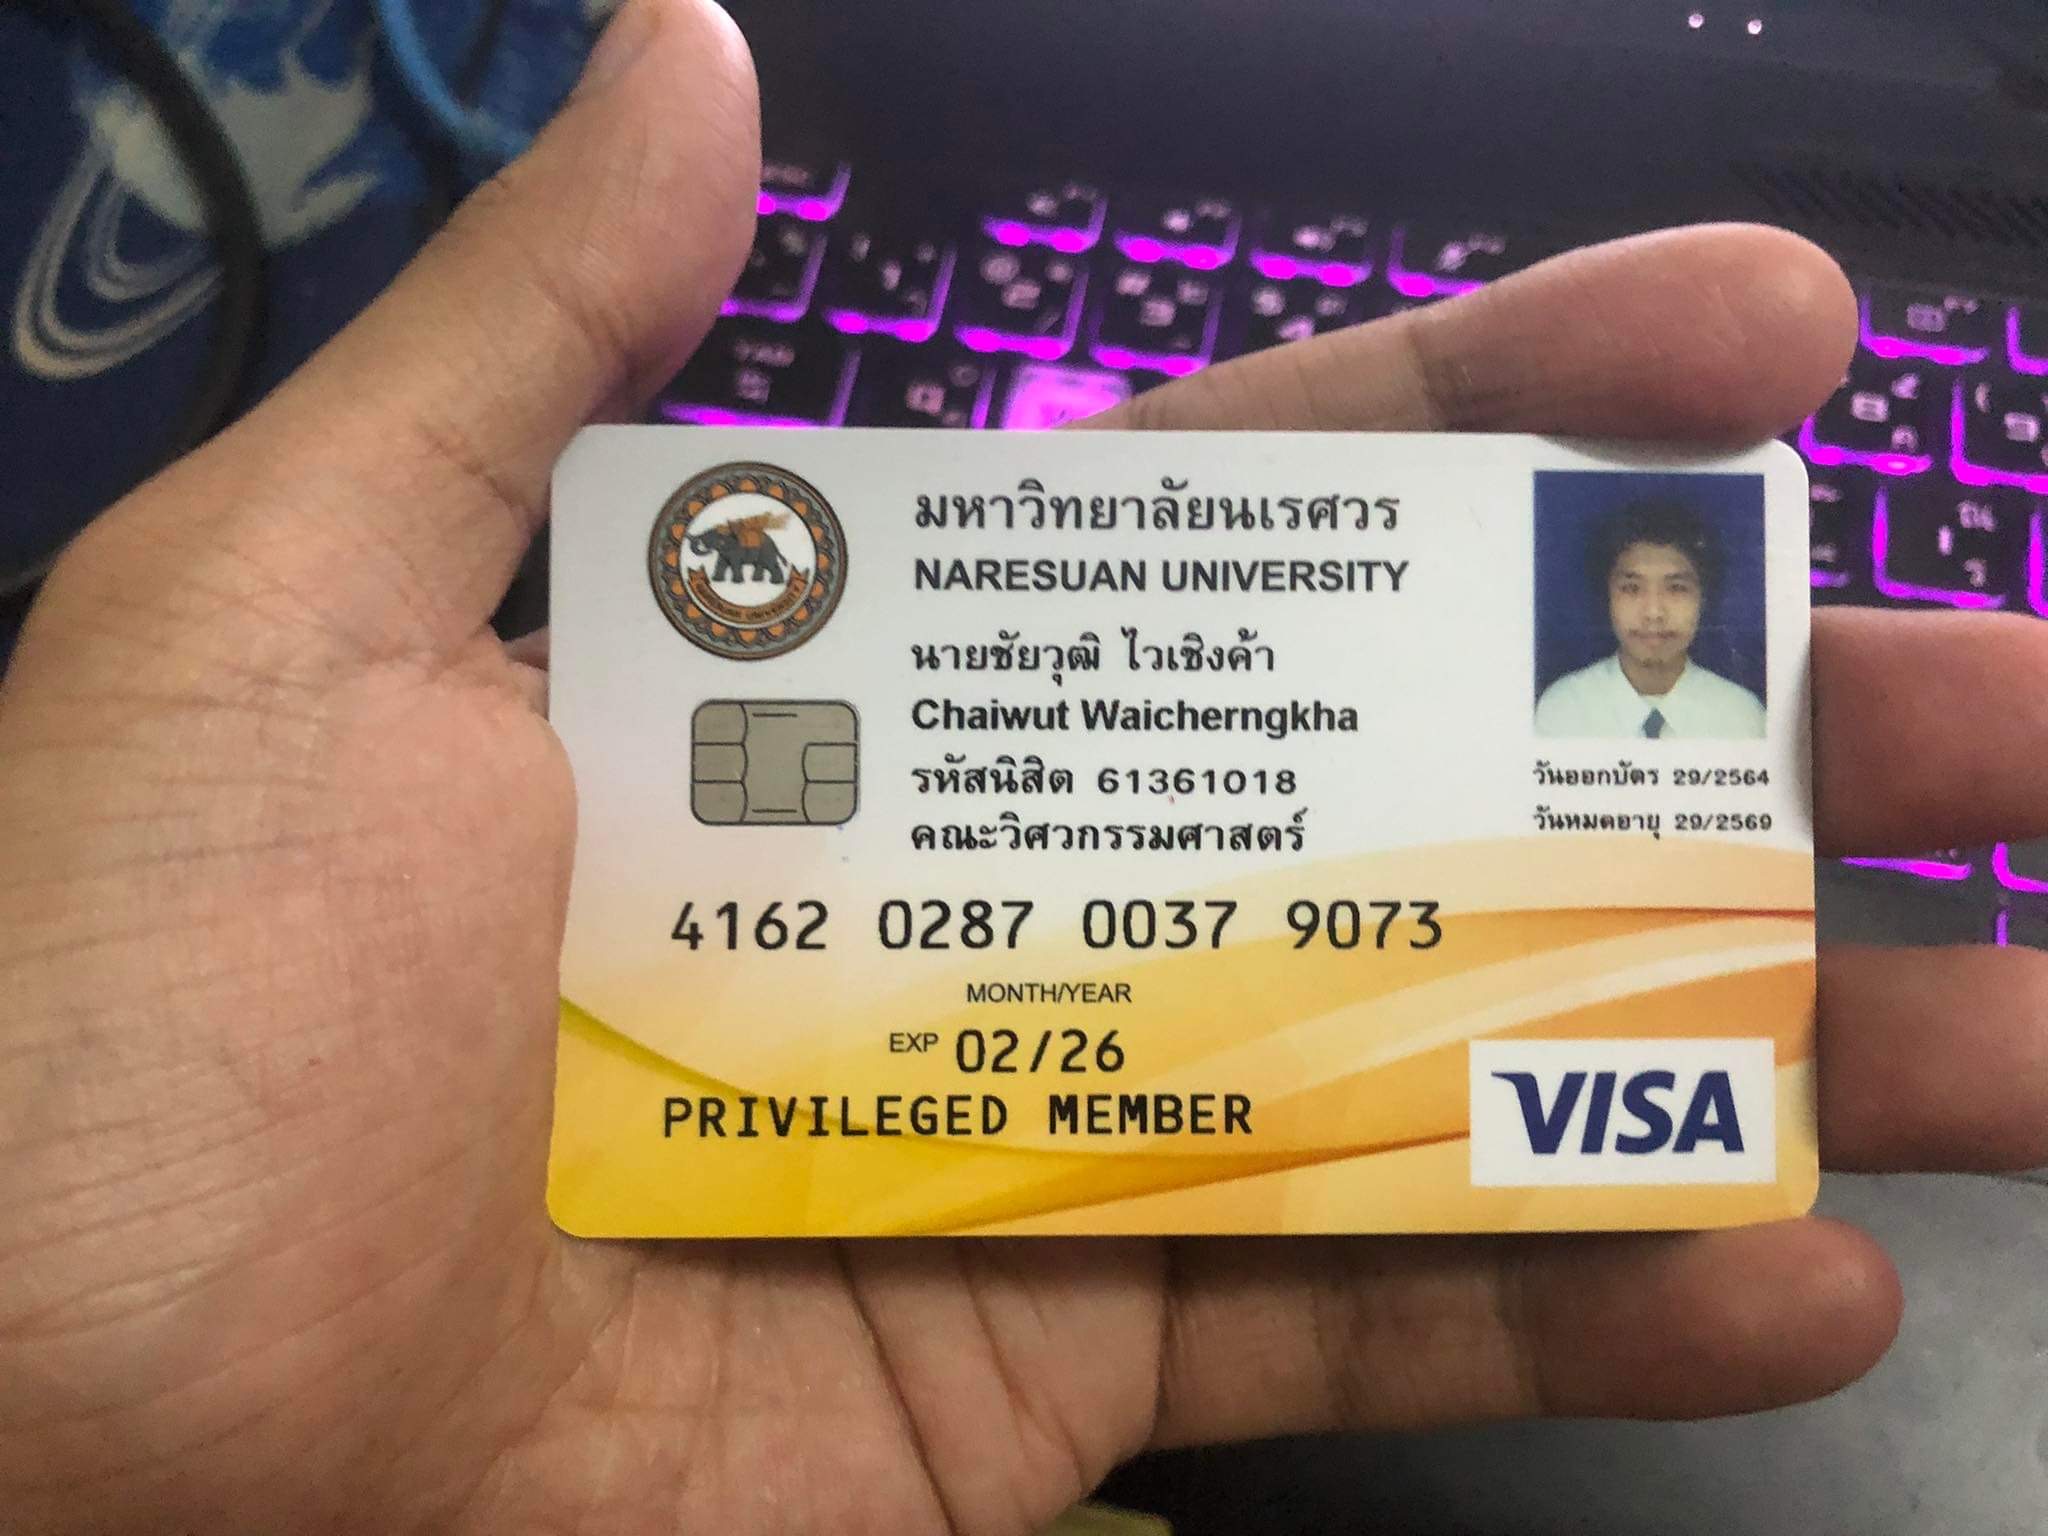 มหาวิทยาลัยนเรศวร
NARESUAN UNIVERSITY
NARESUAN UNIVERSITY
นายชัยวุฒิ ไวเชิงค้า
Chaiwut Waicherngkha
รหัสนิสิต 61361018
คณะวิศวกรรมศาสตร์
วันออกบัตร 29/2564
วันหมดอายุ 29/2569
4162 0287 0037 9073
MONTH/YEAR
EXP 02/26
PRIVILEGED MEMBER
VISA